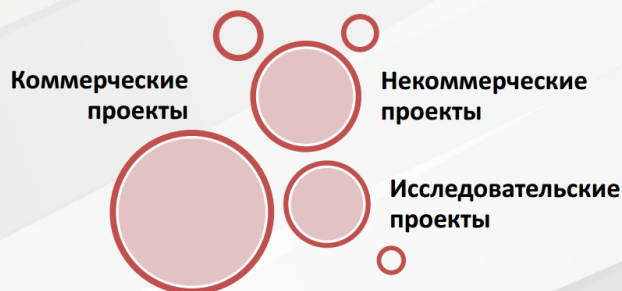 Коммерческие
проекты
Некоммерческие
проекты
Исследовательские
проекты